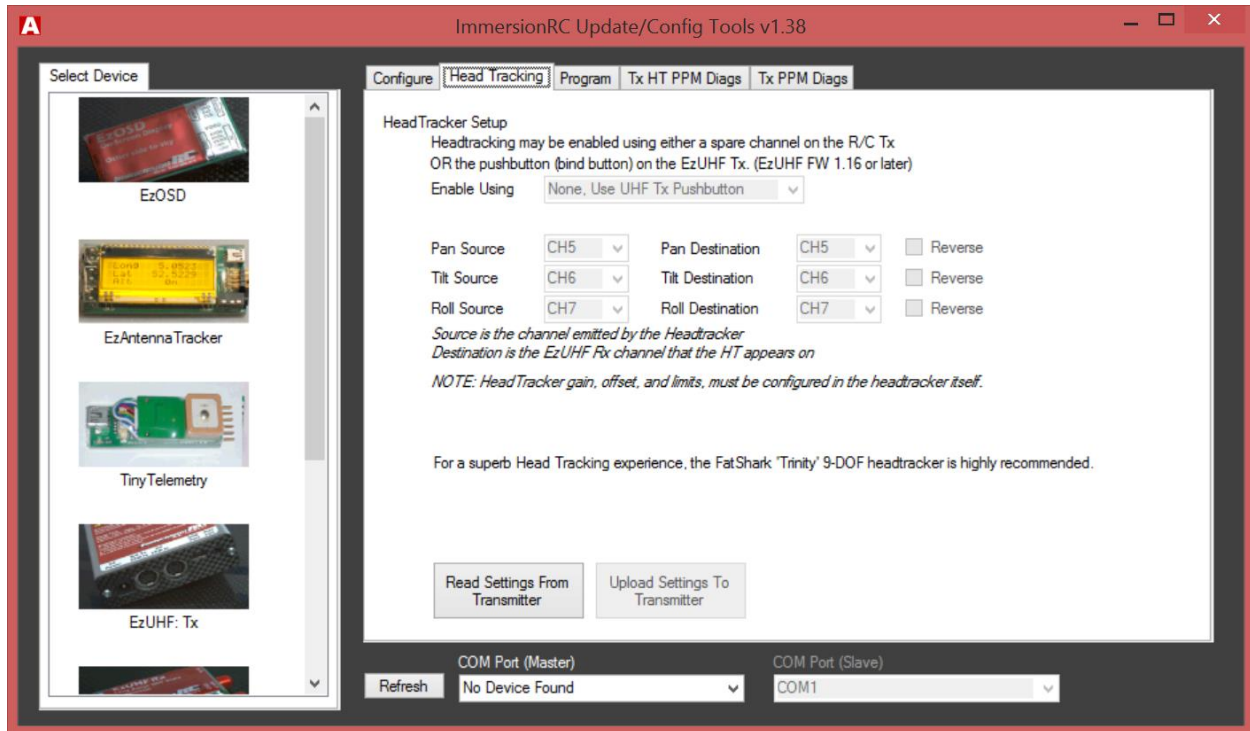 ImmersionRC Update/Config Tools v1.38
Select Device
EzOSD
EzAntennaTracker
TinyTelemetry
EzUHF: Tx
Configure
Head Tracking
Program
Tx HT PPM Diags
Tx PPM Diags
HeadTracker Setup
Headtracking may be enabled using either a spare channel on the R/C Tx
OR the pushbutton (bind button) on the EzUHF Tx. (EzUHF FW 1.16 or later)
Enable Using None, Use UHF Tx Pushbutton
Pan Source CH5 Pan Destination CH5 Reverse
Tilt Source CH6 Tilt Destination CH6 Reverse
Roll Source CH7 Roll Destination CH7 Reverse
Source is the channel emitted by the Headtracker
Destination is the EzUHF Rx channel that the HT appears on
NOTE: HeadTracker gain, offset, and limits, must be configured in the headtracker itself.
For a superb Head Tracking experience, the FatShark 'Trinity' 9-DOF headtracker is highly recommended.
Read Settings From
Transmitter
Upload Settings To
Transmitter
COM Port (Master)
COM Port (Slave)
Refresh
No Device Found
COM1